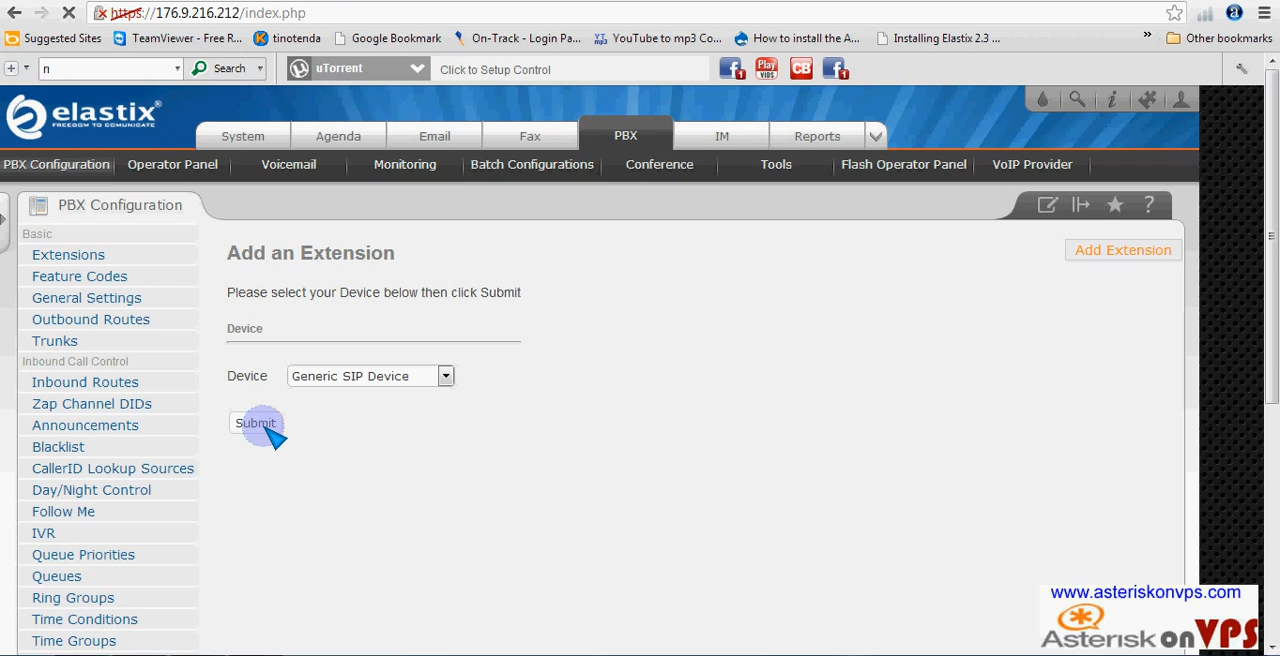 https://176.9.216.212/index.php
Suggested Sites TeamViewer - Free R... tinotenda Google Bookmark On-Track - Login Pa... YouTube to mp3 Co... How to install the A... Installing Elastix 2.3 ... » Other bookmarks
n Search uTorrent Click to Setup Control 1 Play VIDS CB 1
elastix®
FREEDOM TO COMUNICATE
System Agenda Email Fax PBX IM Reports
PBX Configuration Operator Panel Voicemail Monitoring Batch Configurations Conference Tools Flash Operator Panel VoIP Provider
PBX Configuration
Basic
Extensions
Feature Codes
General Settings
Outbound Routes
Trunks
Inbound Call Control
Inbound Routes
Zap Channel DIDs
Announcements
Blacklist
CallerID Lookup Sources
Day/Night Control
Follow Me
IVR
Queue Priorities
Queues
Ring Groups
Time Conditions
Time Groups
Add an Extension
Add Extension
Please select your Device below then click Submit
Device
Device Generic SIP Device
Submit
www.asteriskonvps.com
Asterisk on VPS